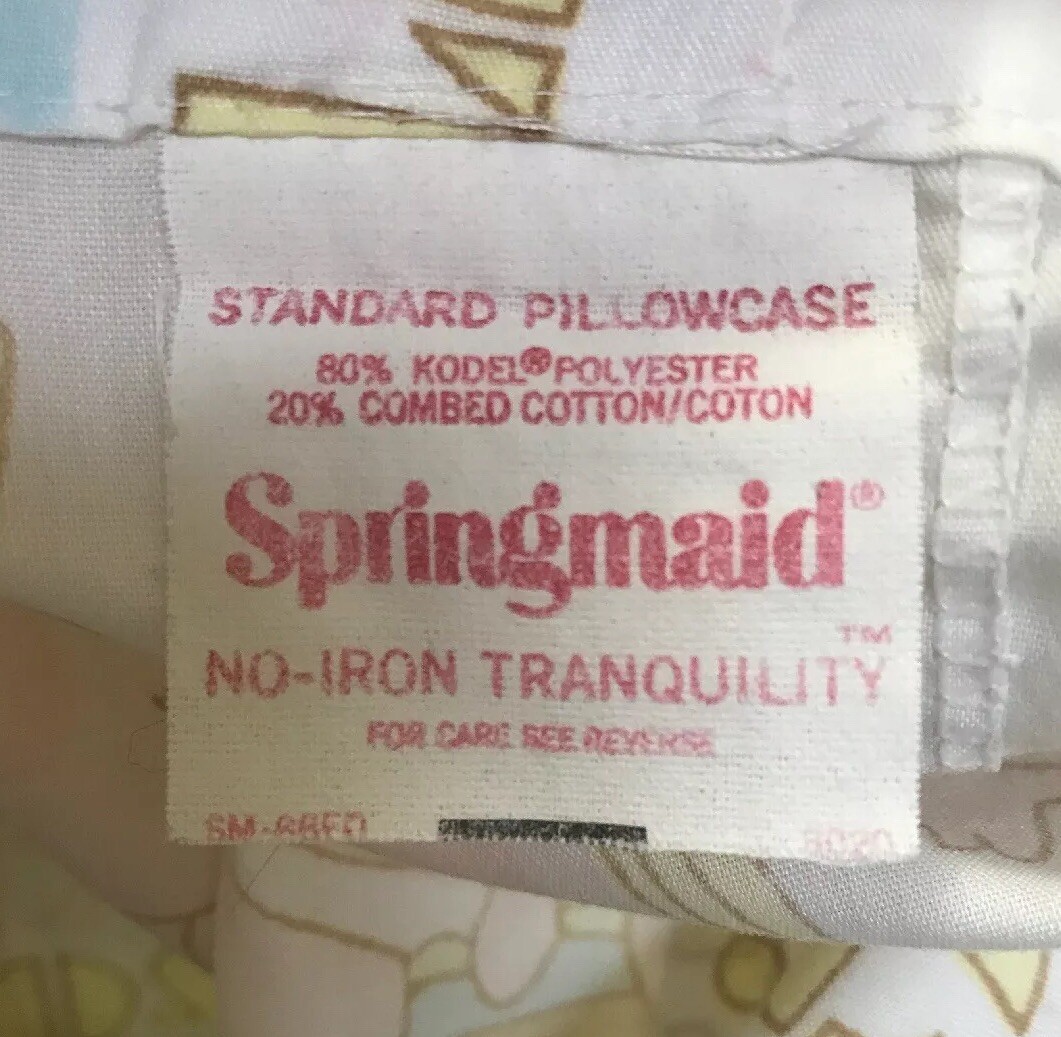 STANDARD PILLOWCASE
80% KODEL® POLYESTER
20% COMBED COTTON/COTON
Springmaid®
NO-IRON TRANQUILITY™
FOR CARE SEE REVERSE